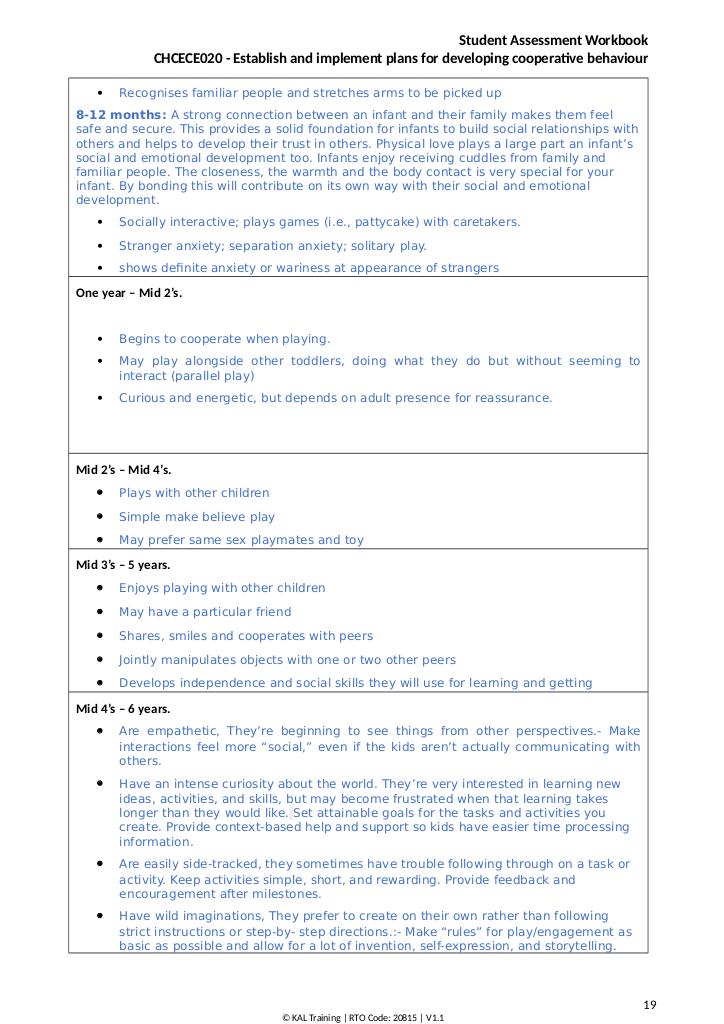 Student Assessment Workbook
CHCECE020 - Establish and implement plans for developing cooperative behaviour
• Recognises familiar people and stretches arms to be picked up
8-12 months: A strong connection between an infant and their family makes them feel
safe and secure. This provides a solid foundation for infants to build social relationships with
others and helps to develop their trust in others. Physical love plays a large part an infant’s
social and emotional development too. Infants enjoy receiving cuddles from family and
familiar people. The closeness, the warmth and the body contact is very special for your
infant. By bonding this will contribute on its own way with their social and emotional
development.
• Socially interactive; plays games (i.e., pattycake) with caretakers.
• Stranger anxiety; separation anxiety; solitary play.
• shows definite anxiety or wariness at appearance of strangers
One year – Mid 2’s.
• Begins to cooperate when playing.
• May play alongside other toddlers, doing what they do but without seeming to
interact (parallel play)
• Curious and energetic, but depends on adult presence for reassurance.
Mid 2’s – Mid 4’s.
• Plays with other children
• Simple make believe play
• May prefer same sex playmates and toy
Mid 3’s – 5 years.
• Enjoys playing with other children
• May have a particular friend
• Shares, smiles and cooperates with peers
• Jointly manipulates objects with one or two other peers
• Develops independence and social skills they will use for learning and getting
Mid 4’s – 6 years.
• Are empathetic, They’re beginning to see things from other perspectives.- Make
interactions feel more “social,” even if the kids aren’t actually communicating with
others.
• Have an intense curiosity about the world. They’re very interested in learning new
ideas, activities, and skills, but may become frustrated when that learning takes
longer than they would like. Set attainable goals for the tasks and activities you
create. Provide context-based help and support so kids have easier time processing
information.
• Are easily side-tracked, they sometimes have trouble following through on a task or
activity. Keep activities simple, short, and rewarding. Provide feedback and
encouragement after milestones.
• Have wild imaginations, They prefer to create on their own rather than following
strict instructions or step-by- step directions.:- Make “rules” for play/engagement as
basic as possible and allow for a lot of invention, self-expression, and storytelling.
19
© KAL Training | RTO Code: 20815 | V1.1